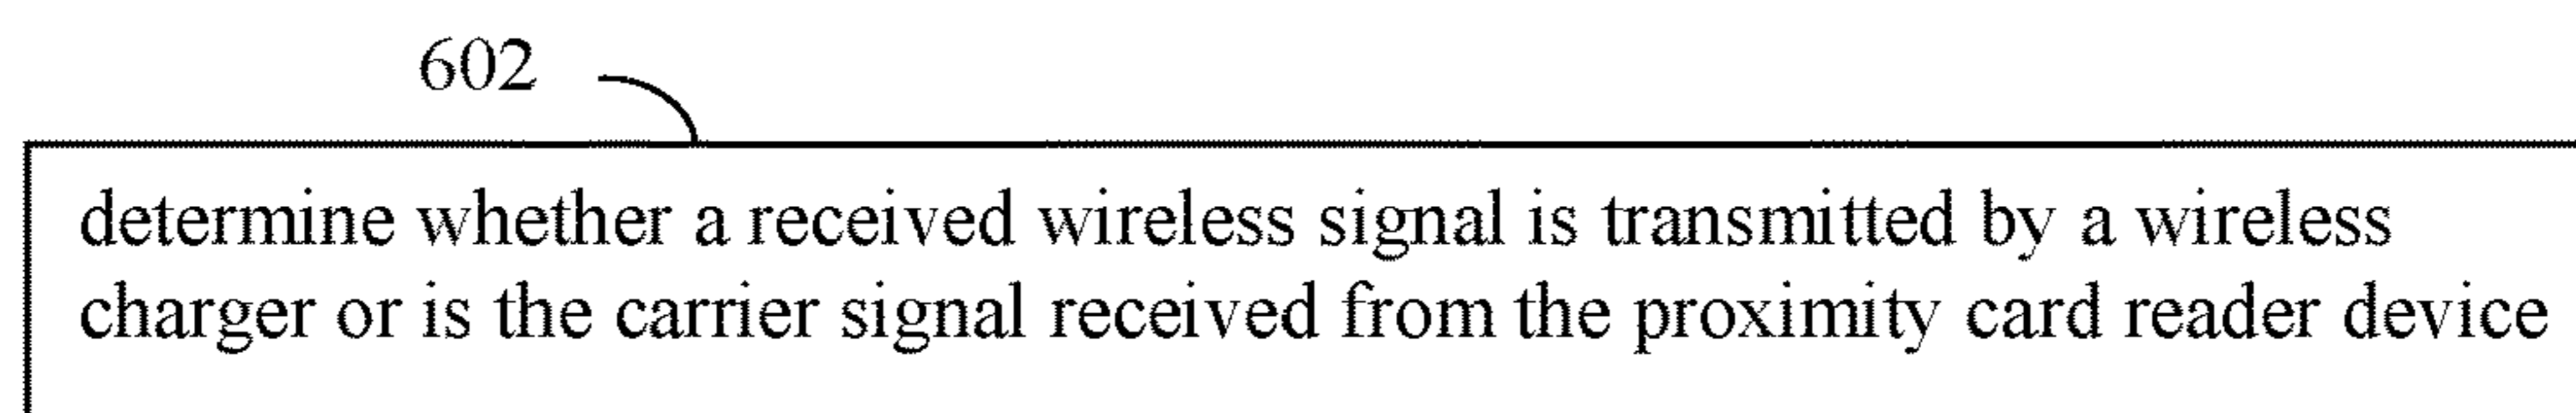 602
determine whether a received wireless signal is transmitted by a wireless
charger or is the carrier signal received from the proximity card reader device